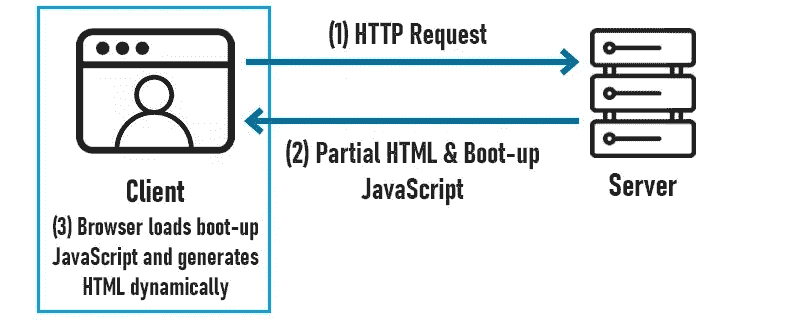 (1) HTTP Request
(2) Partial HTML & Boot-up
JavaScript
Client
(3) Browser loads boot-up
JavaScript and generates
HTML dynamically
Server